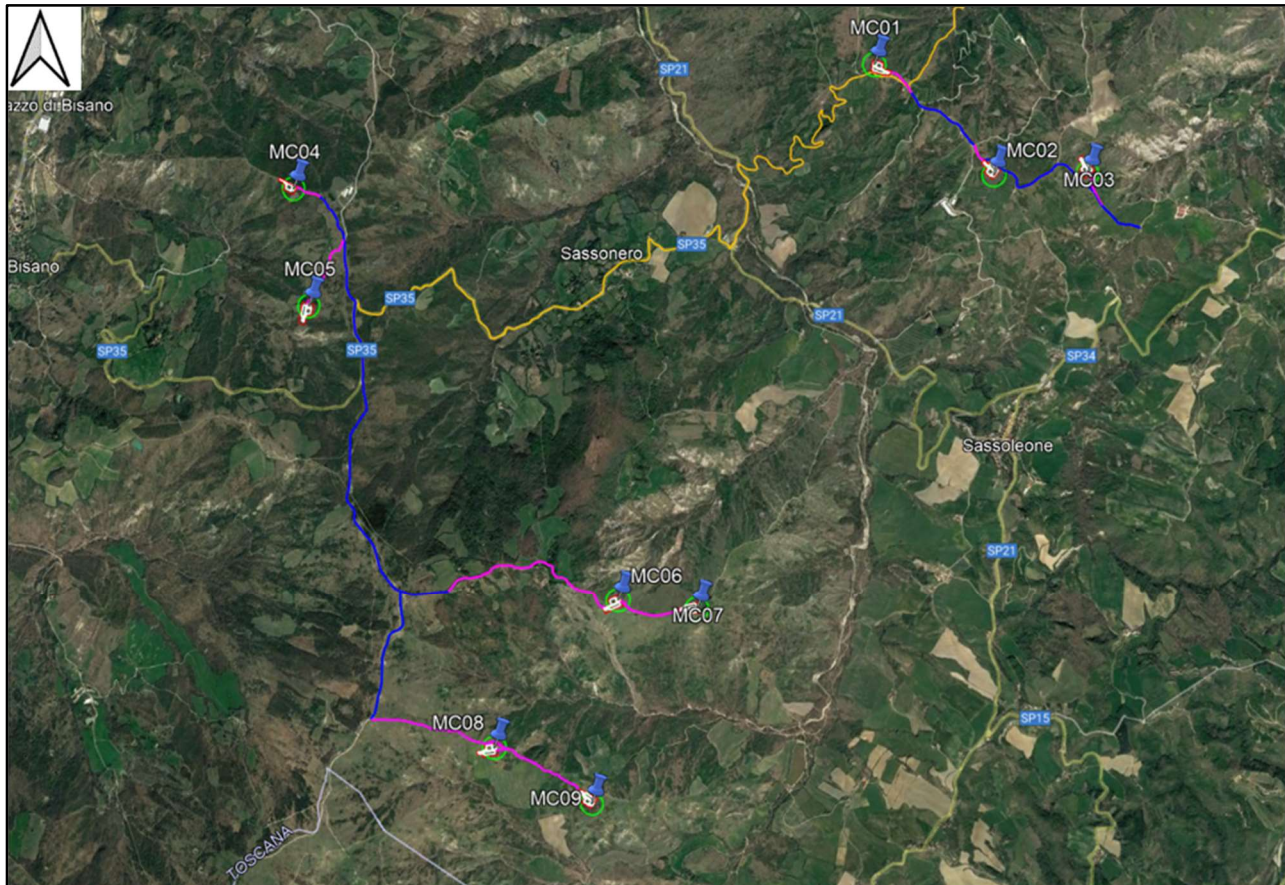 MC01
SP21
azzo di Bisano
MC04
MC02
MC03
Sassonero
SP35
Bisano
MC05
SP35
SP21
SP35
SP35
SP34
Sassoleone
SP21
MC06
MC07
MC08
SP15
MC09
TOSCANA